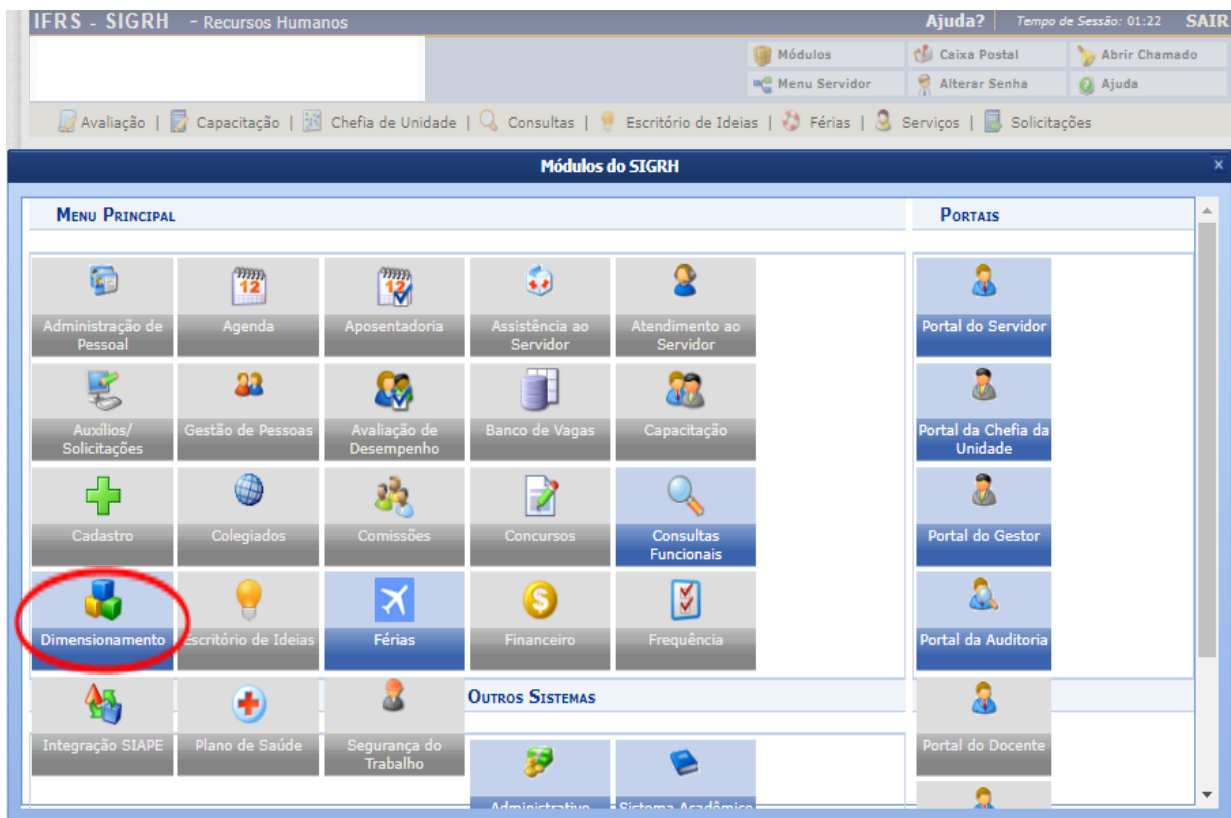 IFRS - SIGRH - Recursos Humanos Ajuda? Tempo de Sessão: 01:22 SAIR
Módulos Caixa Postal Abrir Chamado
Menu Servidor Alterar Senha Ajuda
Avaliação | Capacitação | Chefia de Unidade | Consultas | Escritório de Ideias | Férias | Serviços | Solicitações
Módulos do SIGRH x
MENU PRINCIPAL PORTAIS
12 12
Administração de Pessoal
Agenda
Aposentadoria
Assistência ao Servidor
Atendimento ao Servidor
Portal do Servidor
Auxílios/ Solicitações
Gestão de Pessoas
Avaliação de Desempenho
Banco de Vagas
Capacitação
Portal da Chefia da Unidade
Cadastro
Colegiados
Comissões
Concursos
Consultas Funcionais
Portal do Gestor
Dimensionamento
Escritório de Ideias
Férias
Financeiro
Frequência
Portal da Auditoria
OUTROS SISTEMAS
Integração SIAPE
Plano de Saúde
Segurança do Trabalho
Portal do Docente
Administrativo
Sistema Acadêmico